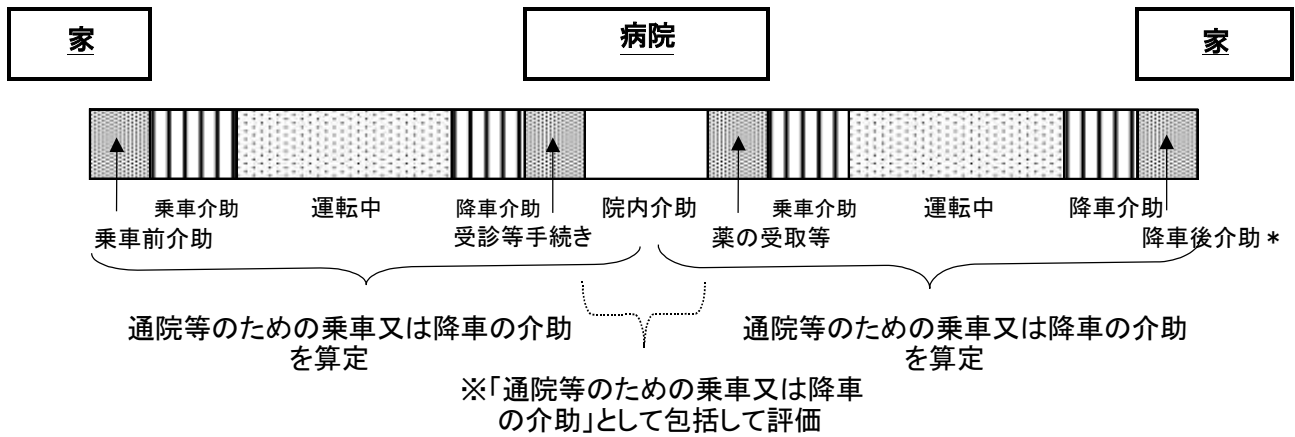 家
病院
家
乗車介助
運転中
降車介助
院内介助
乗車介助
運転中
降車介助
乗車前介助
受診等手続き
薬の受取等
降車後介助＊
通院等のための乗車又は降車の介助
を算定
通院等のための乗車又は降車の介助
を算定
※「通院等のための乗車又は降車
の介助」として包括して評価